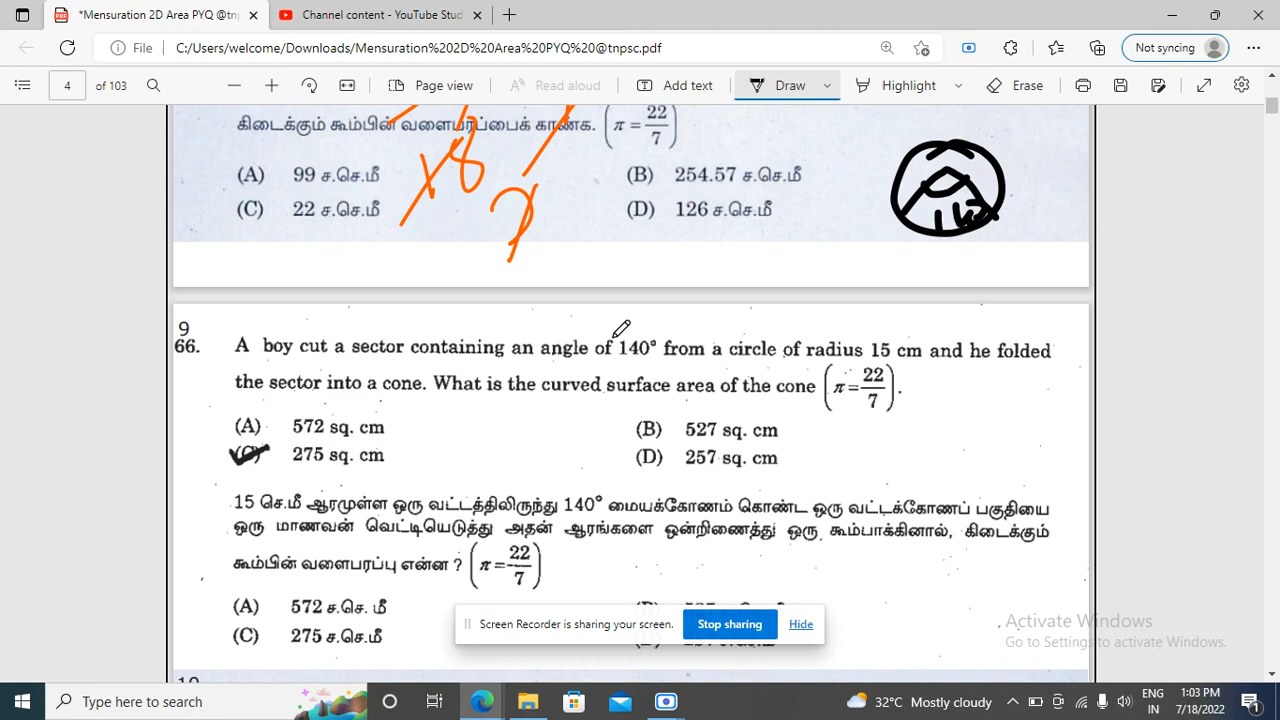 *Mensuration 2D Area PYQ @tnp
Channel content - YouTube Stud
File
C:/Users/welcome/Downloads/Mensuration%202D%20Area%20PYQ%20@tnpsc.pdf
Not syncing
4 of 103
Page view
Read aloud
Add text
Draw
Highlight
Erase
கிடைக்கும் கூம்பின் வளைபரப்பைக் காண்க. (π = 22/7)
(A) 99 ச.செ.மீ
(B) 254.57 ச.செ.மீ
(C) 22 ச.செ.மீ
(D) 126 ச.செ.மீ
9
66. A boy cut a sector containing an angle of 140° from a circle of radius 15 cm and he folded
the sector into a cone. What is the curved surface area of the cone (π = 22/7).
(A) 572 sq. cm
(B) 527 sq. cm
(C) 275 sq. cm
(D) 257 sq. cm
15 செ.மீ ஆரமுள்ள ஒரு வட்டத்திலிருந்து 140° மையக்கோணம் கொண்ட ஒரு வட்டக்கோணப் பகுதியை
ஒரு மாணவன் வெட்டியெடுத்து அதன் ஆரங்களை ஒன்றிணைத்து ஒரு கூம்பாக்கினால், கிடைக்கும்
கூம்பின் வளைபரப்பு என்ன ? (π = 22/7)
(A) 572 ச.செ. மீ
(C) 275 ச.செ.மீ
Screen Recorder is sharing your screen.
Stop sharing
Hide
Activate Windows
Go to Settings to activate Windows.
Type here to search
32°C Mostly cloudy
ENG
IN
1:03 PM
7/18/2022